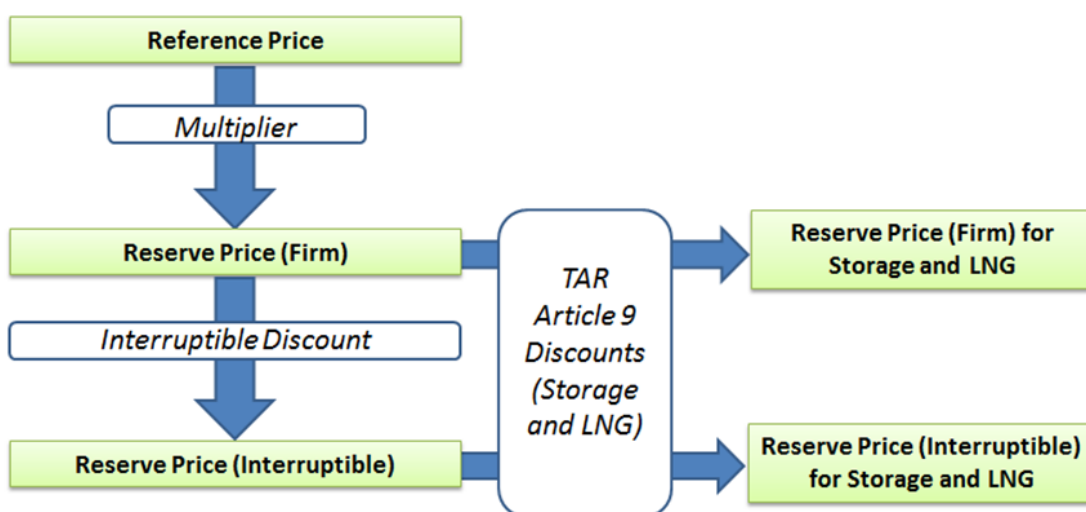 Reference Price
Multiplier
Reserve Price (Firm)
Interruptible Discount
Reserve Price (Interruptible)
TAR
Article 9
Discounts
(Storage
and LNG)
Reserve Price (Firm) for
Storage and LNG
Reserve Price (Interruptible)
for Storage and LNG